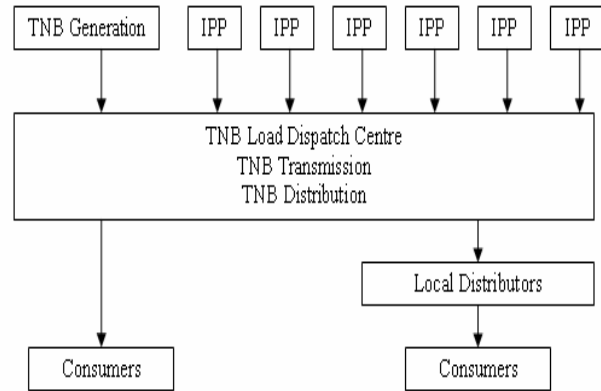 TNB Generation
IPP
IPP
IPP
IPP
IPP
IPP
TNB Load Dispatch Centre
TNB Transmission
TNB Distribution
Local Distributors
Consumers
Consumers